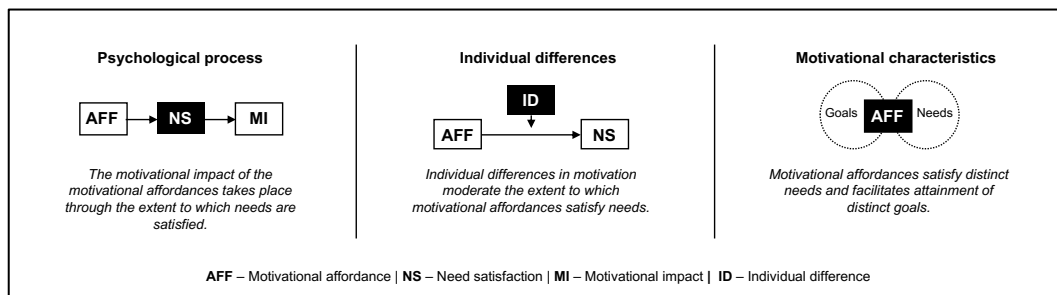 Psychological process
AFF NS MI
The motivational impact of the
motivational affordances takes place
through the extent to which needs are
satisfied.
Individual differences
ID
AFF NS
Individual differences in motivation
moderate the extent to which
motivational affordances satisfy needs.
Motivational characteristics
Goals AFF Needs
Motivational affordances satisfy distinct
needs and facilitates attainment of
distinct goals.
AFF – Motivational affordance | NS – Need satisfaction | MI – Motivational impact | ID – Individual difference